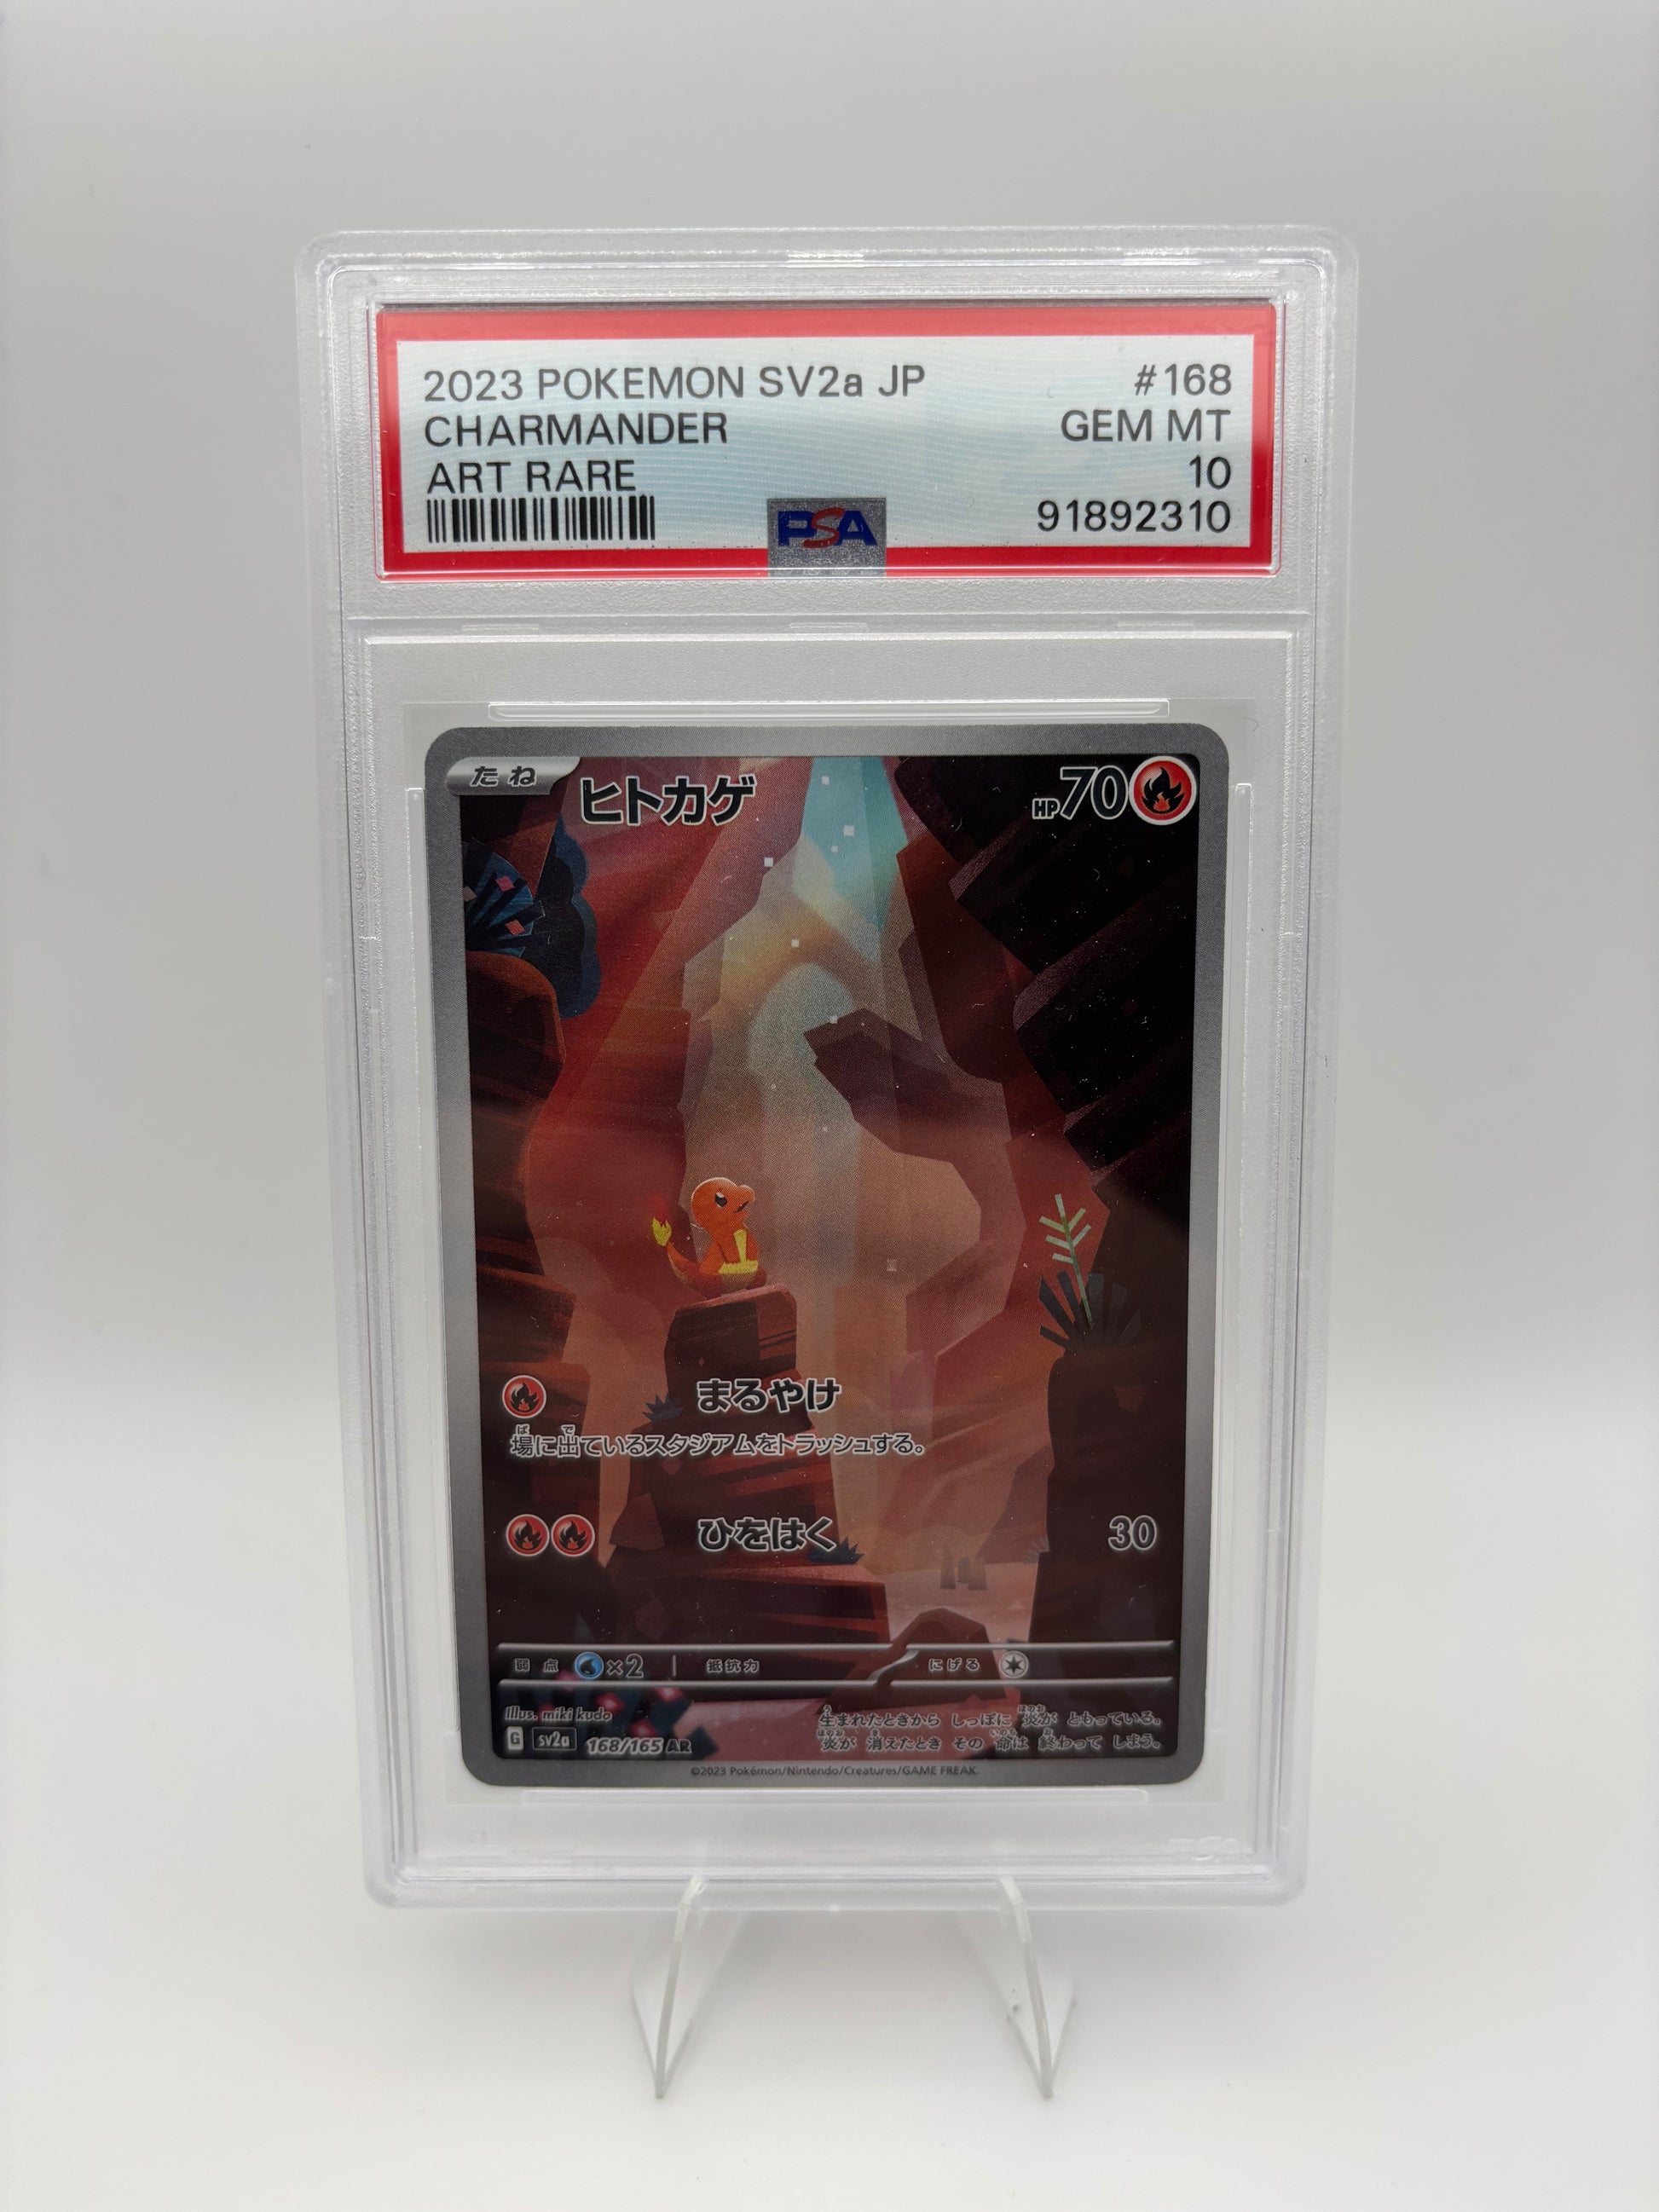 2023 POKEMON SV2a JP #168
CHARMANDER GEM MT
ART RARE 10
91892310
PSA
たね ヒトカゲ HP70
まるやけ
場に出ているスタジアムをトラッシュする。
ひをはく 30
弱点 ×2 抵抗力 にげる
Illus. miki kudo
生まれたときから しっぽに 炎が ともっている。
炎が 消えたとき その 命は 終わって しまう。
G sv2a 168/165 AR
©2023 Pokémon/Nintendo/Creatures/GAME FREAK.